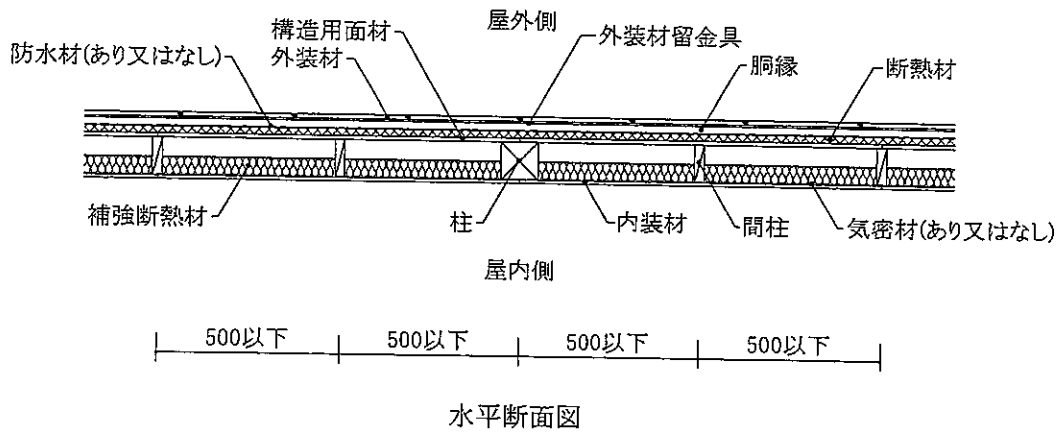 屋外側
構造用面材
外装材留金具
防水材(あり又はなし)
外装材
胴縁
断熱材
補強断熱材
柱
内装材
間柱
気密材(あり又はなし)
屋内側
500以下
500以下
500以下
500以下
水平断面図